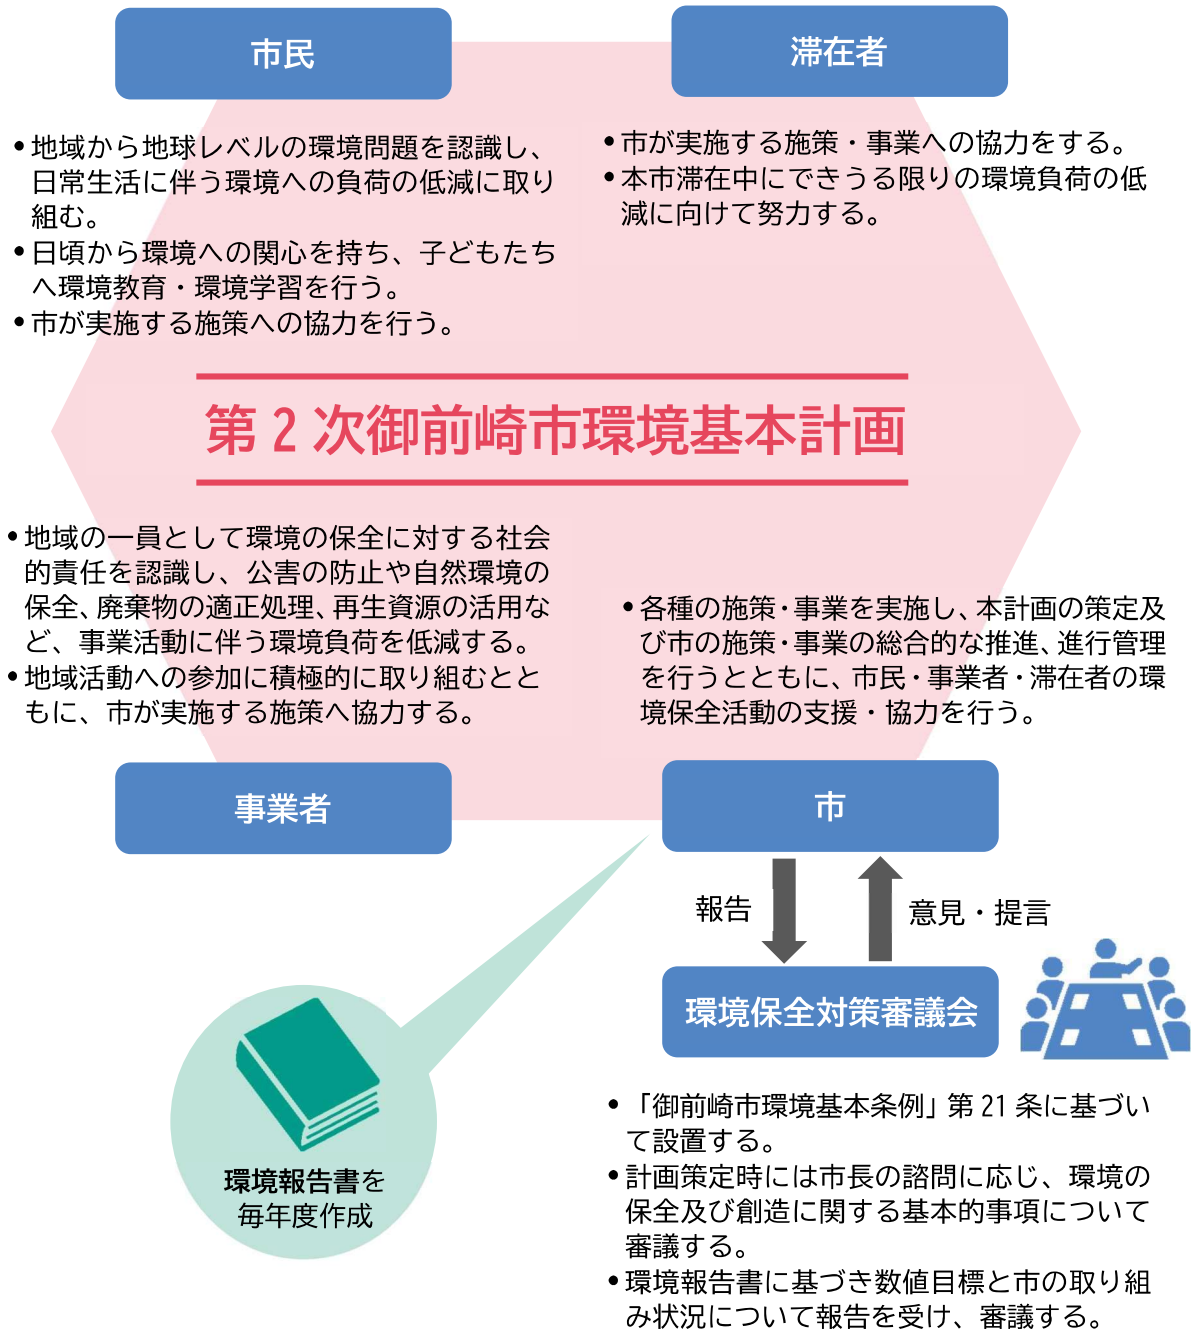 市民
• 地域から地球レベルの環境問題を認識し、
日常生活に伴う環境への負荷の低減に取り
組む。
• 日頃から環境への関心を持ち、子どもたち
へ環境教育・環境学習を行う。
• 市が実施する施策への協力を行う。
滞在者
• 市が実施する施策・事業への協力をする。
• 本市滞在中にできうる限りの環境負荷の低
減に向けて努力する。
第2次御前崎市環境基本計画
• 地域の一員として環境の保全に対する社会
的責任を認識し、公害の防止や自然環境の
保全、廃棄物の適正処理、再生資源の活用な
ど、事業活動に伴う環境負荷を低減する。
• 地域活動への参加に積極的に取り組むとと
もに、市が実施する施策へ協力する。
事業者
• 各種の施策・事業を実施し、本計画の策定及
び市の施策・事業の総合的な推進、進行管理
を行うとともに、市民・事業者・滞在者の環
境保全活動の支援・協力を行う。
市
報告
意見・提言
環境保全対策審議会
• 「御前崎市環境基本条例」第21条に基づい
て設置する。
• 計画策定時には市長の諮問に応じ、環境の
保全及び創造に関する基本的事項について
審議する。
• 環境報告書に基づき数値目標と市の取り組
み状況について報告を受け、審議する。
環境報告書を
毎年度作成